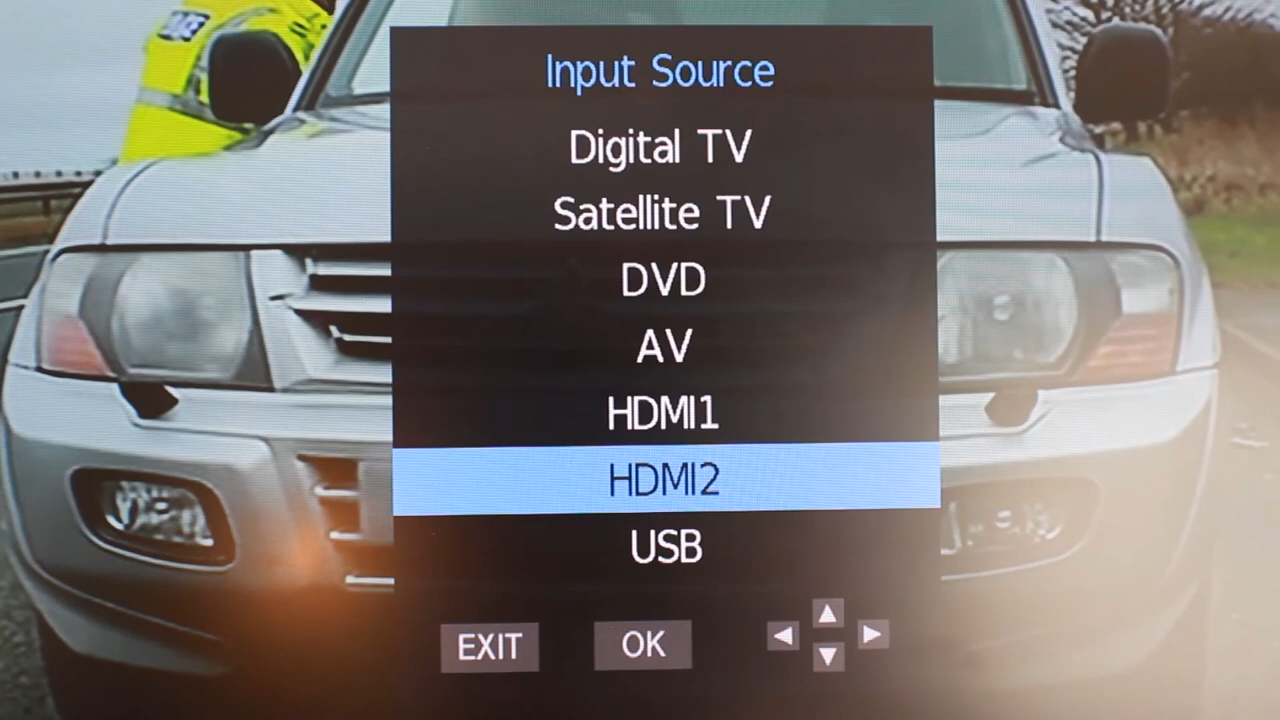 Input Source
Digital TV
Satellite TV
DVD
AV
HDMI1
HDMI2
USB
EXIT OK